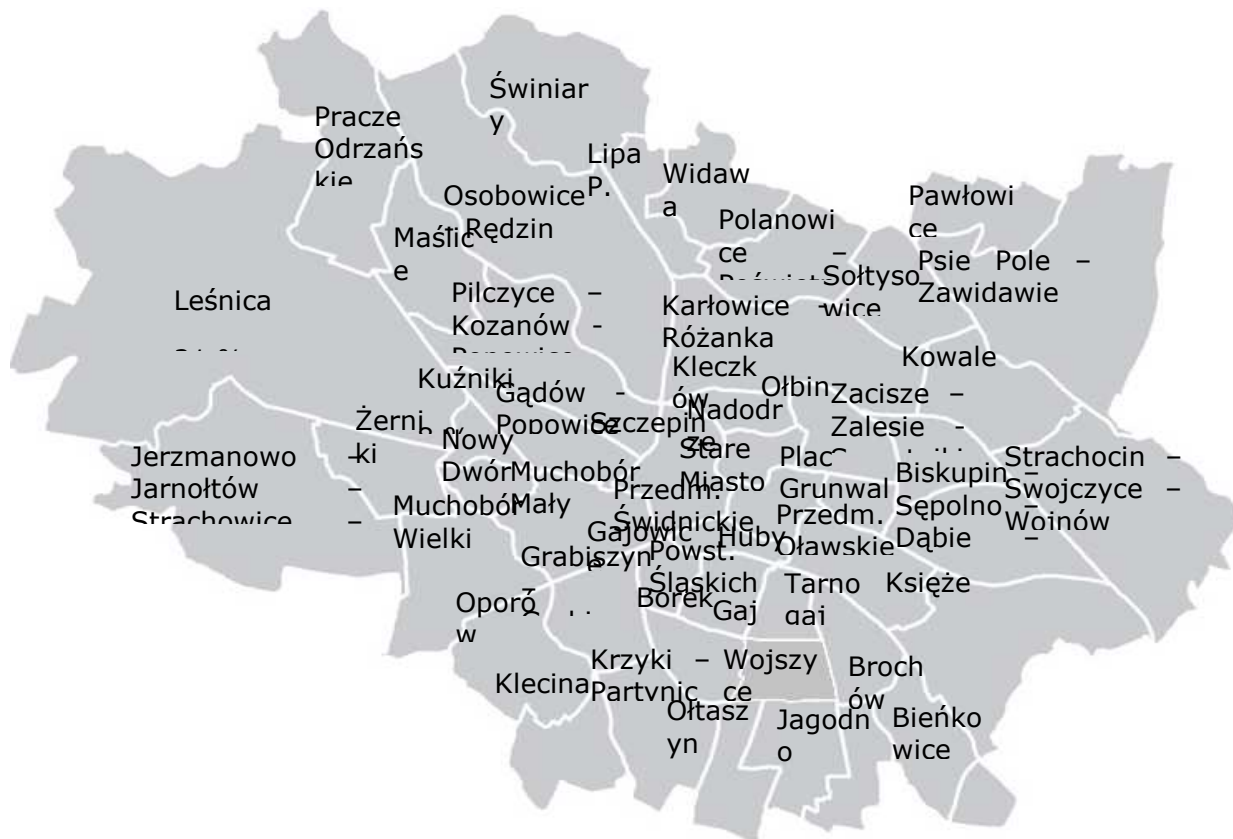 Świniar
y
Pracze
Odrzańs
kie
Lipa
P.
Widaw
a
Osobowice
- Rędzin
Pawłowi
ce
Polanowi
ce –
Maślic
e
Psie Pole –
Zawidawie
Sołtyso
wice
Leśnica
Pilczyce –
Kozanów -
Karłowice -
Różanka
Kowale
Kleczk
ów
Kuźniki
Gądów -
Popowice
Ołbin
Zacisze –
Zalesie -
Nadodr
ze
Szczepin
Żerni
ki
Nowy
Dwór
Stare
Miasto
Plac
Grunwal
Jerzmanowo –
Jarnołtów –
Strachowice –
Muchobór
Mały
Biskupin –
Sępolno –
Dąbie –
Strachocin –
Swojczyce –
Wojnów
Muchobór
Wielki
Przedm.
Świdnickie
Przedm.
Oławskie
Gajowic
e
Huby
Powst.
Śląskich
Grabiszyn
-
Tarno
gaj
Księże
Borek
Gaj
Oporó
w
Krzyki –
Partynic
Wojszy
ce
Broch
ów
Klecina
Ołtasz
yn
Jagodn
o
Bieńko
wice